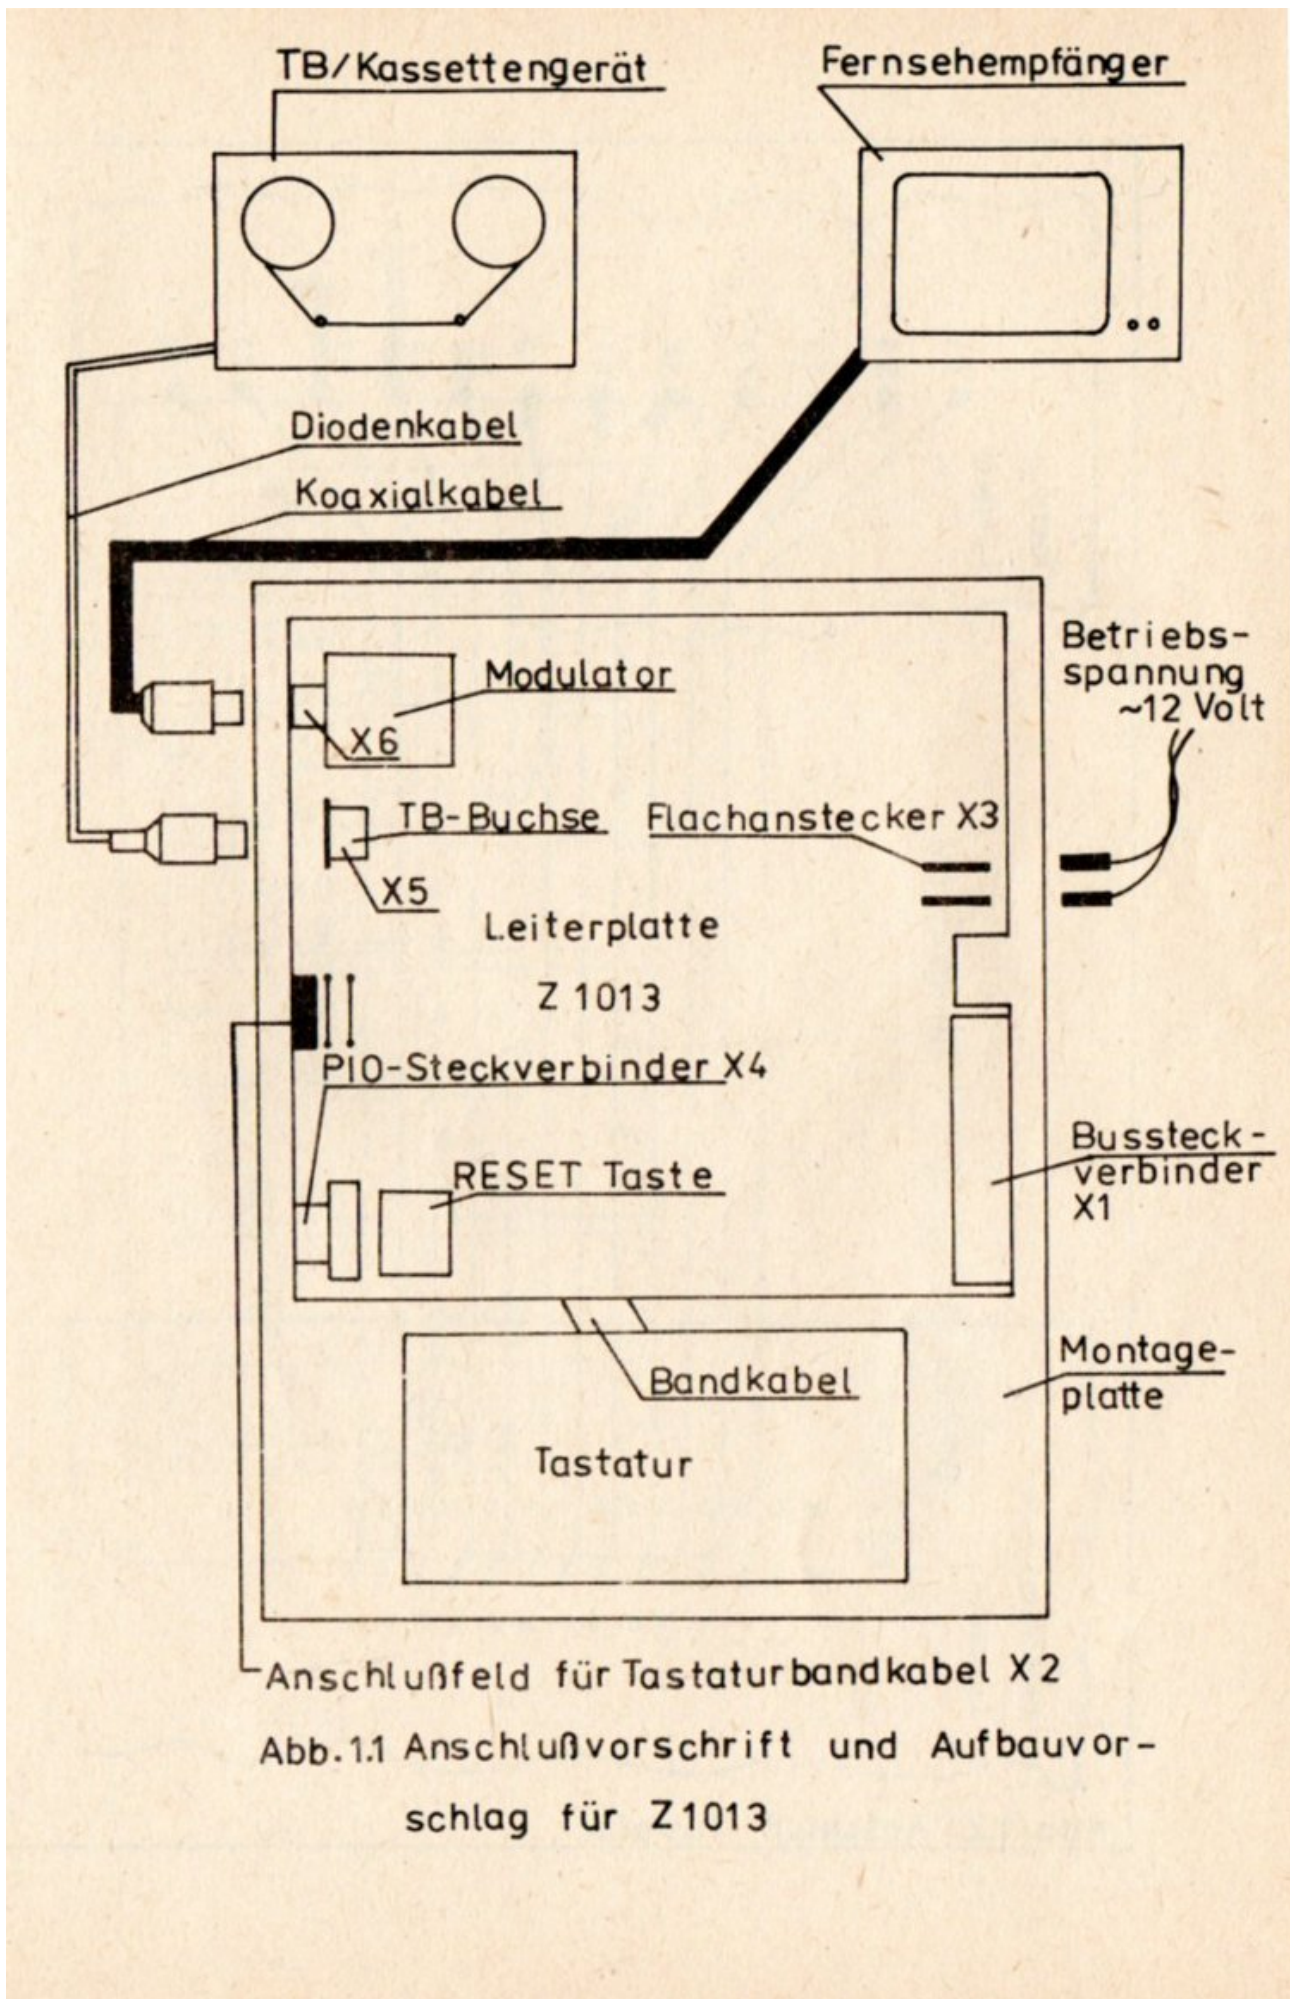 TB/Kassettengerät
Fernsehempfänger
Diodenkabel
Koaxialkabel
Betriebs-
spannung
~12 Volt
Modulator
X6
TB-Buchse
Flachanstecker X3
X5
Leiterplatte
Z 1013
PIO-Steckverbinder X4
RESET Taste
Bussteck-
verbinder
X1
Bandkabel
Montage-
platte
Tastatur
Anschlußfeld für Tastaturbandkabel X2
Abb.1.1 Anschlußvorschrift und Aufbauvor-
schlag für Z1013